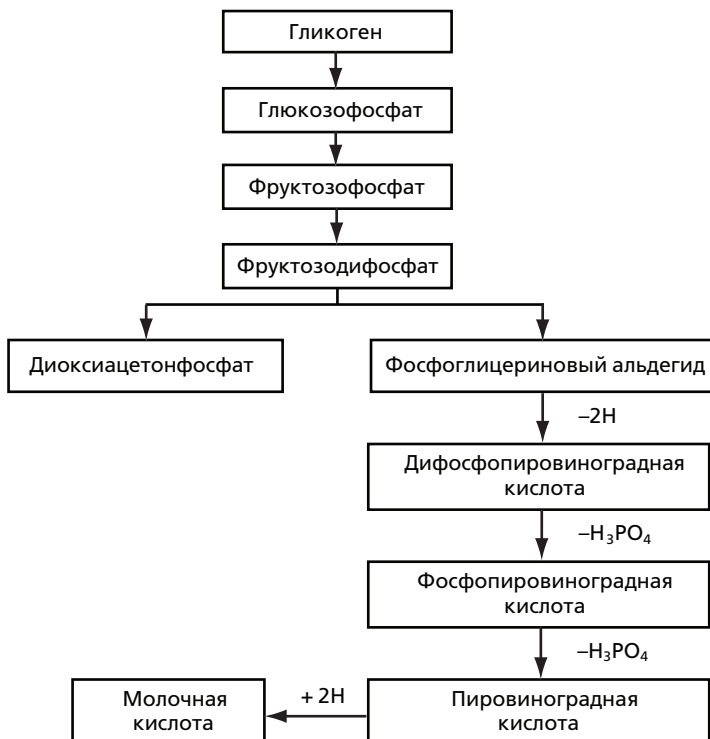 Гликоген
Глюкозофосфат
Фруктозофосфат
Фруктозодифосфат
Диоксиацетонфосфат
Фосфоглицериновый альдегид
–2H
Дифосфопировиноградная
кислота
–H₃PO₄
Фосфопировиноградная
кислота
–H₃PO₄
Молочная
кислота
+ 2H
Пировиноградная
кислота